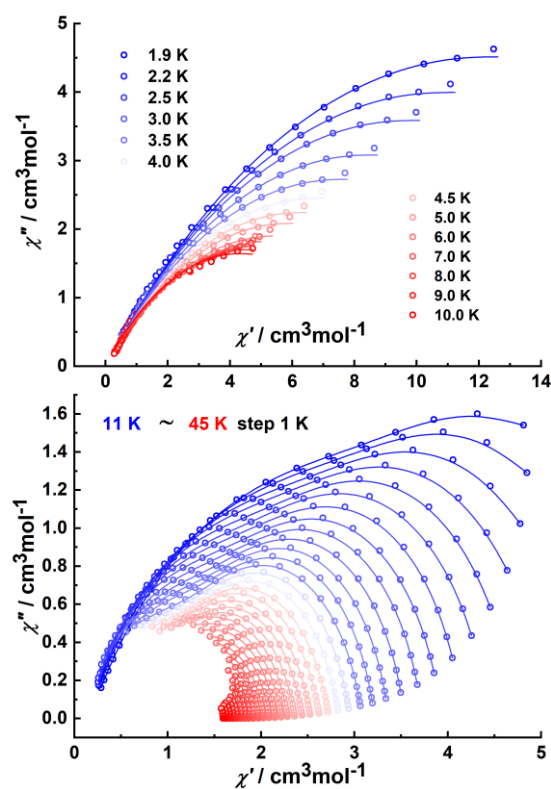 5
4
3
2
1
0
χ″ / cm³mol⁻¹
1.9 K
2.2 K
2.5 K
3.0 K
3.5 K
4.0 K
4.5 K
5.0 K
6.0 K
7.0 K
8.0 K
9.0 K
10.0 K
χ′ / cm³mol⁻¹
0 2 4 6 8 10 12 14
11 K ~ 45 K step 1 K
1.6
1.4
1.2
1.0
0.8
0.6
0.4
0.2
0.0
χ″ / cm³mol⁻¹
0 1 2 3 4 5
χ′ / cm³mol⁻¹